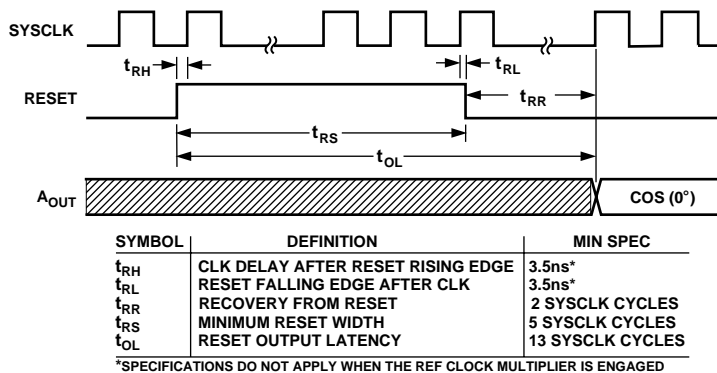 SYSCLK
tRH
tRL
RESET
tRR
tRS
tOL
AOUT
COS (0°)
SYMBOL DEFINITION MIN SPEC
tRH CLK DELAY AFTER RESET RISING EDGE 3.5ns*
tRL RESET FALLING EDGE AFTER CLK 3.5ns*
tRR RECOVERY FROM RESET 2 SYSCLK CYCLES
tRS MINIMUM RESET WIDTH 5 SYSCLK CYCLES
tOL RESET OUTPUT LATENCY 13 SYSCLK CYCLES
*SPECIFICATIONS DO NOT APPLY WHEN THE REF CLOCK MULTIPLIER IS ENGAGED